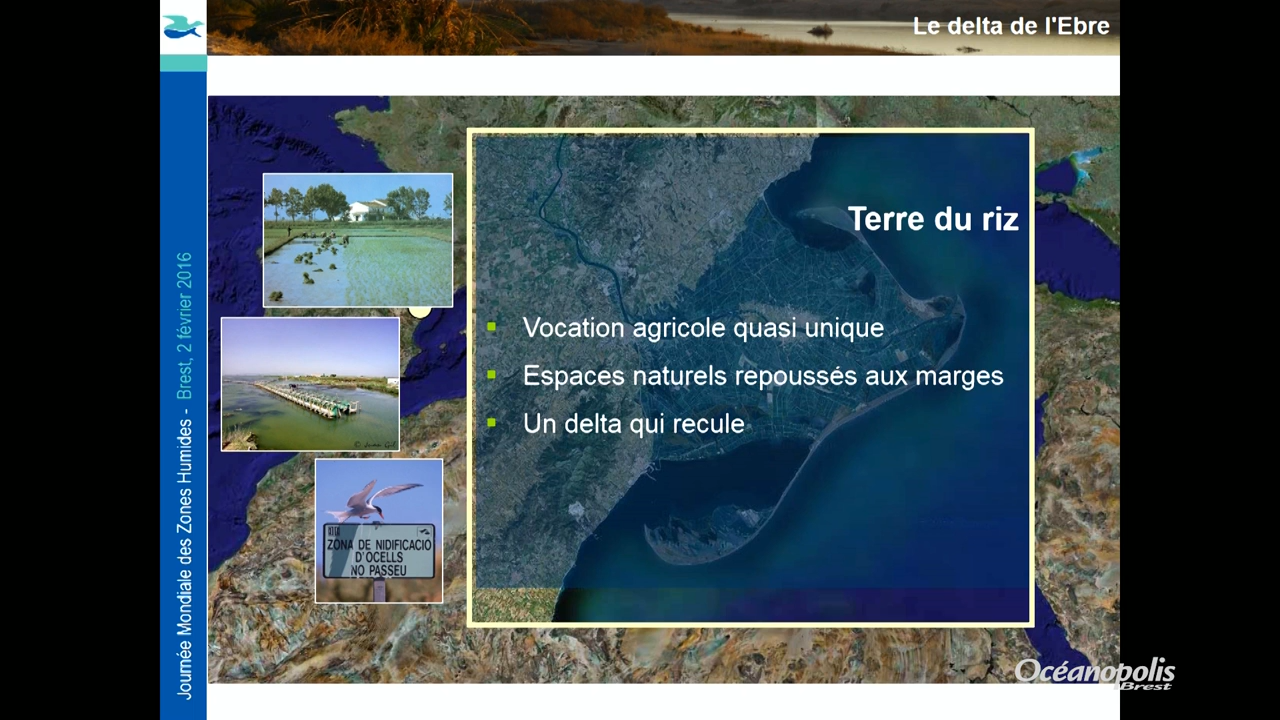 Le delta de l'Ebre
Terre du riz
Vocation agricole quasi unique
Espaces naturels repoussés aux marges
Un delta qui recule
ZONA DE NIDIFICACIÓ
D'OCELLS
NO PASSEU
Journée Mondiale des Zones Humides - Brest, 2 février 2016
Océanopolis
Brest